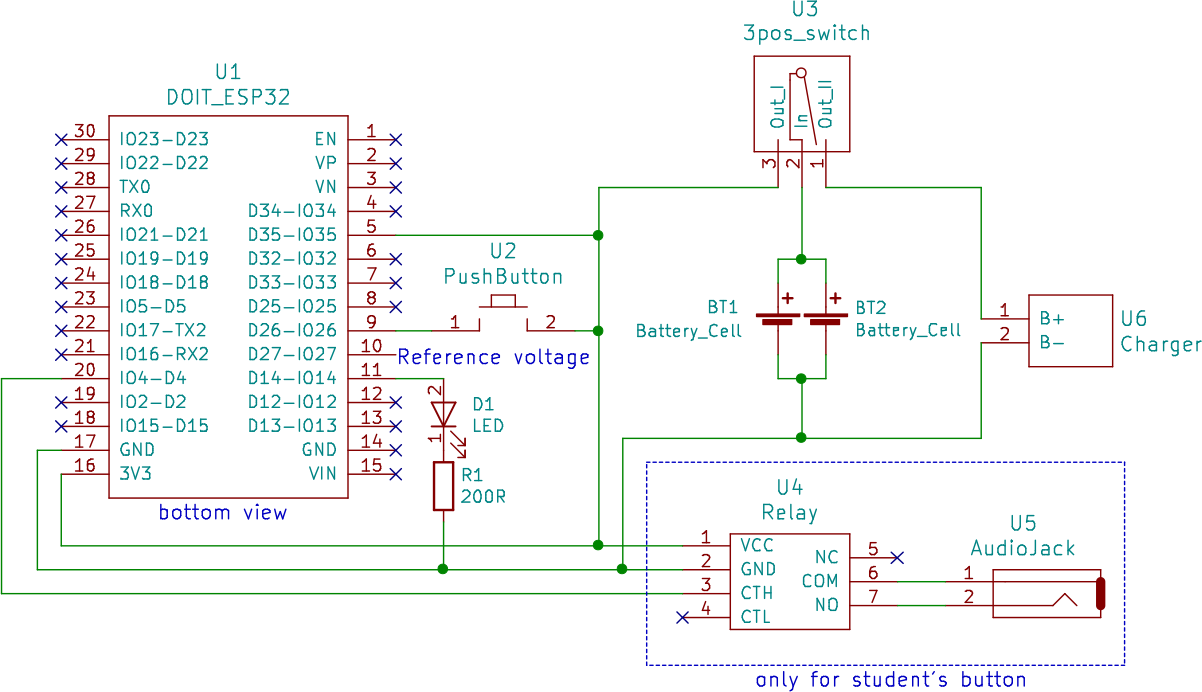 U3
3pos_switch
Out_I
In
Out_II
3
2
1
U1
DOIT_ESP32
30 IO23-D23 EN 1
29 IO22-D22 VP 2
28 TX0 VN 3
27 RX0 D34-IO34 4
26 IO21-D21 D35-IO35 5
25 IO19-D19 D32-IO32 6
24 IO18-D18 D33-IO33 7
23 IO5-D5 D25-IO25 8
22 IO17-TX2 D26-IO26 9
21 IO16-RX2 D27-IO27 10
20 IO4-D4 D14-IO14 11
19 IO2-D2 D12-IO12 12
18 IO15-D15 D13-IO13 13
17 GND GND 14
16 3V3 VIN 15
bottom view
U2
PushButton
1 2
Reference voltage
2
D1
LED
1
R1
200R
+ +
BT1
Battery_Cell
BT2
Battery_Cell
1 B+
2 B-
U6
Charger
U4
Relay
1 VCC
2 GND
3 CTH
4 CTL
NC 5
COM 6
NO 7
U5
AudioJack
1
2
only for student's button